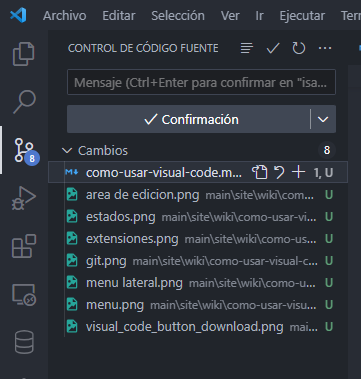 Archivo Editar Selección Ver Ir Ejecutar Ter
CONTROL DE CÓDIGO FUENTE
Mensaje (Ctrl+Enter para confirmar en "isa...
Confirmación
Cambios 8
como-usar-visual-code.m... 1, U
area de edicion.png main\site\wiki\com... U
estados.png main\site\wiki\como-usar-vi... U
extensiones.png main\site\wiki\como-us... U
git.png main\site\wiki\como-usar-visual-c... U
menu lateral.png main\site\wiki\como-u... U
menu.png main\site\wiki\como-usar-visu... U
visual_code_button_download.png mai... U
8